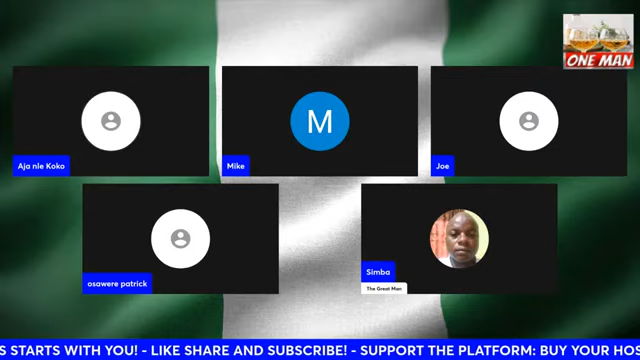 ONE MAN
M
Aja nle Koko
Mike
Joe
osawere patrick
Simba
The Great Man
S STARTS WITH YOU! - LIKE SHARE AND SUBSCRIBE! - SUPPORT THE PLATFORM: BUY YOUR HO